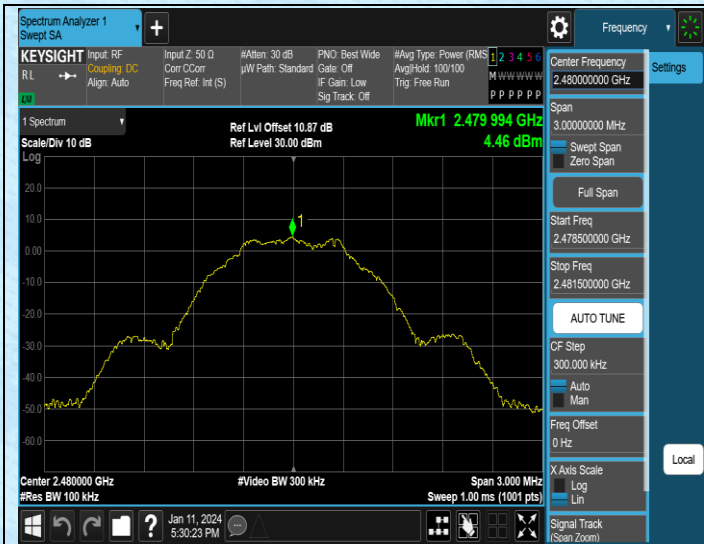 Spectrum Analyzer 1
Swept SA
+
Frequency
KEYSIGHT
RL
LXI
Input: RF
Coupling: DC
Align: Auto
Input Z: 50 Ω
Corr CCorr
Freq Ref: Int (S)
#Atten: 30 dB
µW Path: Standard
PNO: Best Wide
Gate: Off
IF Gain: Low
Sig Track: Off
#Avg Type: Power (RMS
Avg|Hold: 100/100
Trig: Free Run
1 2 3 4 5 6
M W W W W W
P P P P P P
1 Spectrum
Scale/Div 10 dB
Log
Ref Lvl Offset 10.87 dB
Ref Level 30.00 dBm
Mkr1 2.479 994 GHz
4.46 dBm
20.0
10.0
0.00
-10.0
-20.0
-30.0
-40.0
-50.0
-60.0
1
Center 2.480000 GHz
#Res BW 100 kHz
#Video BW 300 kHz
Span 3.000 MHz
Sweep 1.00 ms (1001 pts)
Center Frequency
2.480000000 GHz
Settings
Span
3.00000000 MHz
Swept Span
Zero Span
Full Span
Start Freq
2.478500000 GHz
Stop Freq
2.481500000 GHz
AUTO TUNE
CF Step
300.000 kHz
Auto
Man
Freq Offset
0 Hz
X Axis Scale
Log
Lin
Signal Track
(Span Zoom)
Local
?
Jan 11, 2024
5:30:23 PM